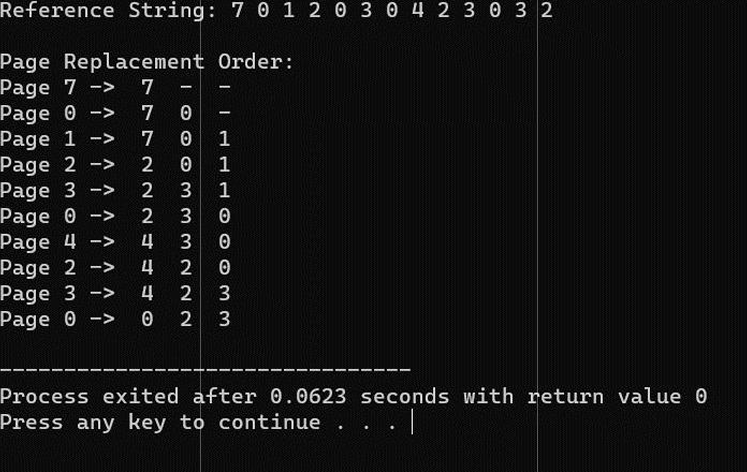 Reference String: 7 0 1 2 0 3 0 4 2 3 0 3 2
Page Replacement Order:
Page 7 -> 7 - -
Page 0 -> 7 0 -
Page 1 -> 7 0 1
Page 2 -> 2 0 1
Page 3 -> 2 3 1
Page 0 -> 2 3 0
Page 4 -> 4 3 0
Page 2 -> 4 2 0
Page 3 -> 4 2 3
Page 0 -> 0 2 3
--------------------------------
Process exited after 0.0623 seconds with return value 0
Press any key to continue . . .